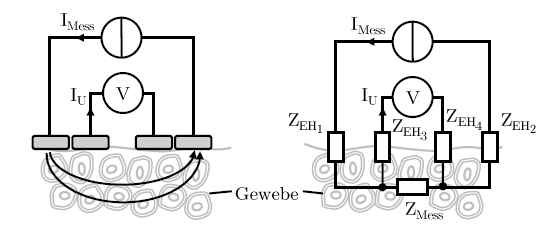 I_Mess
I_U
V
I_Mess
I_U
V
Z_EH1
Z_EH3
Z_EH4
Z_EH2
Gewebe
Z_Mess